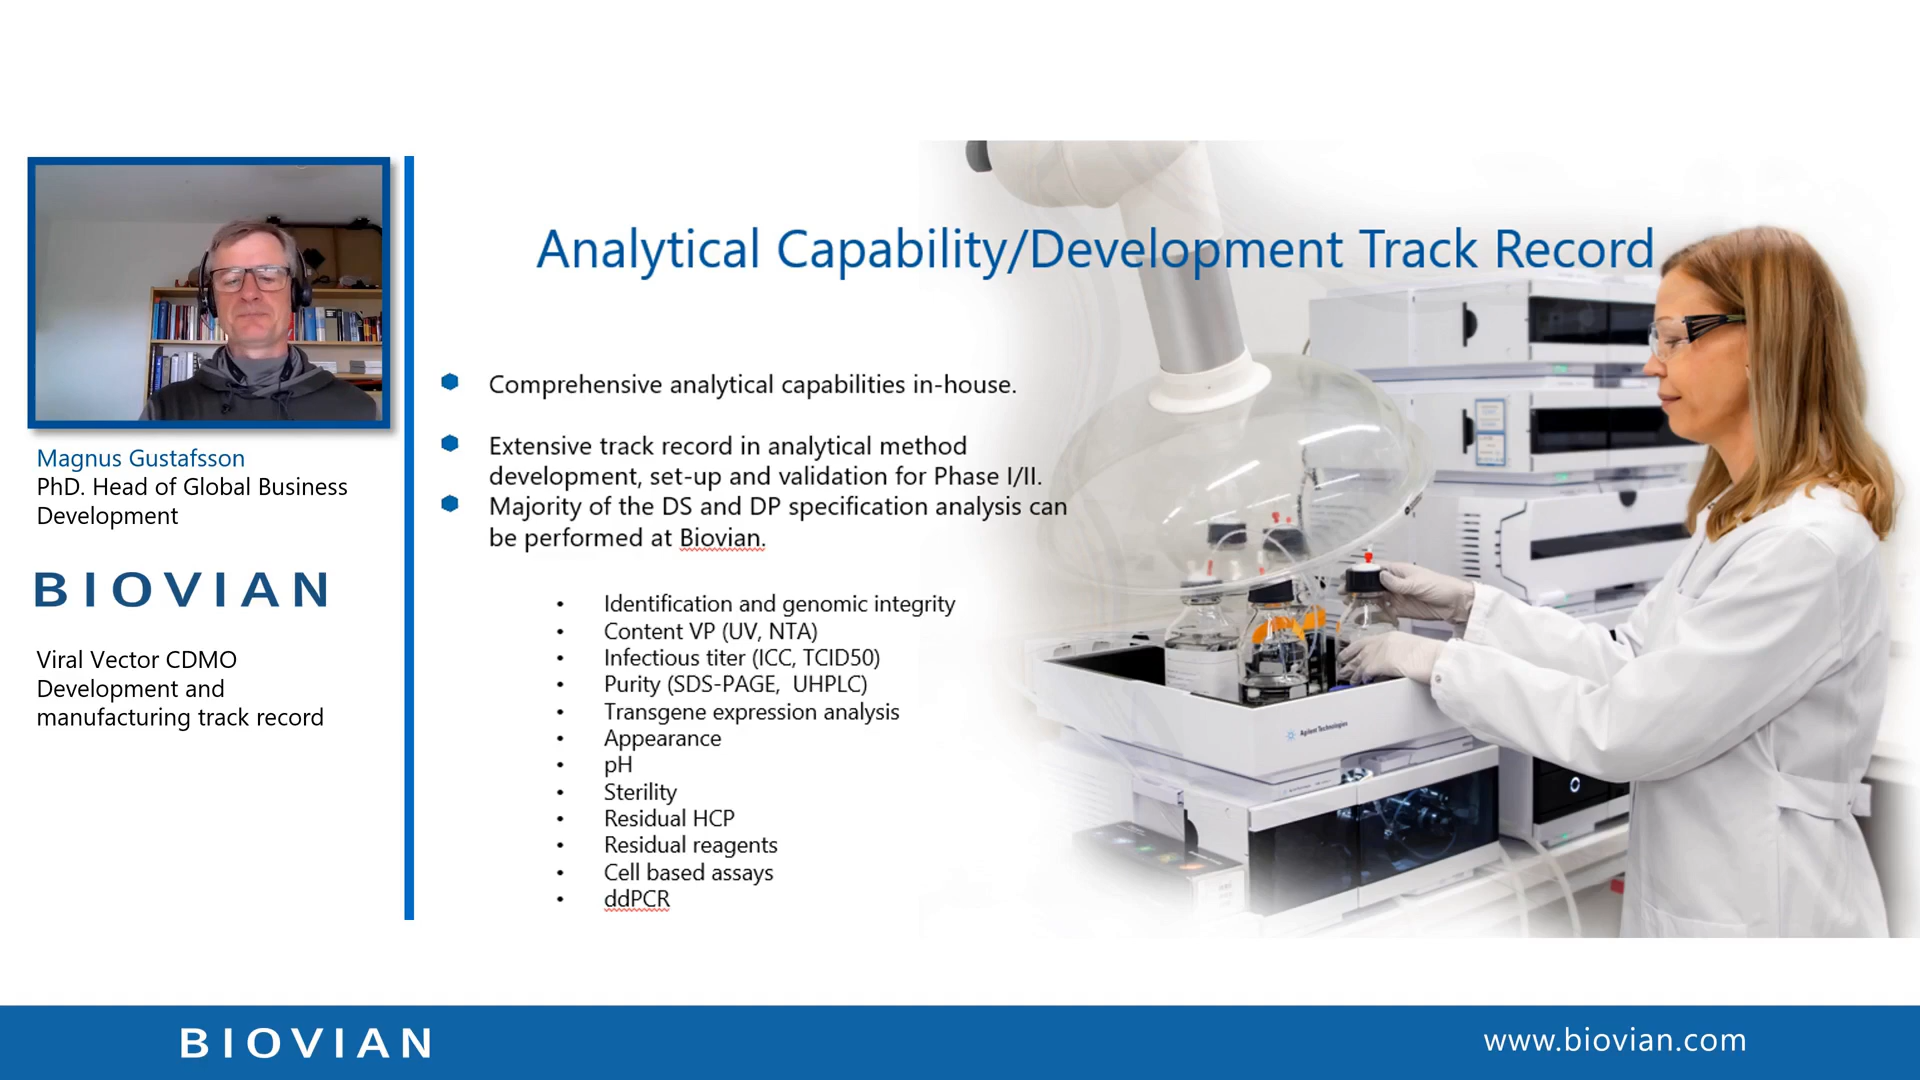 Analytical Capability/Development Track Record
Magnus Gustafsson
PhD. Head of Global Business
Development
BIOVIAN
Viral Vector CDMO
Development and
manufacturing track record
Comprehensive analytical capabilities in-house.
Extensive track record in analytical method
development, set-up and validation for Phase I/II.
Majority of the DS and DP specification analysis can
be performed at Biovian.
• Identification and genomic integrity
• Content VP (UV, NTA)
• Infectious titer (ICC, TCID50)
• Purity (SDS-PAGE,  UHPLC)
• Transgene expression analysis
• Appearance
• pH
• Sterility
• Residual HCP
• Residual reagents
• Cell based assays
• ddPCR
Agilent Technologies
BIOVIAN
www.biovian.com